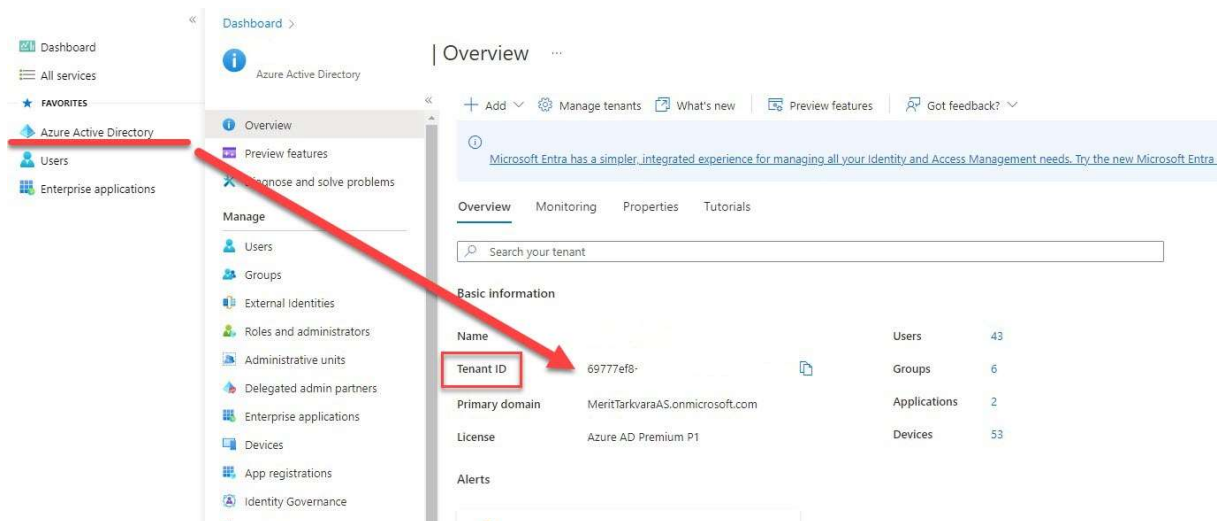 Dashboard
All services
FAVORITES
Azure Active Directory
Users
Enterprise applications
Dashboard >
Azure Active Directory
Overview
Preview features
Diagnose and solve problems
Manage
Users
Groups
External Identities
Roles and administrators
Administrative units
Delegated admin partners
Enterprise applications
Devices
App registrations
Identity Governance
| Overview ...
+ Add Manage tenants What's new Preview features Got feedback?
Microsoft Entra has a simpler, integrated experience for managing all your Identity and Access Management needs. Try the new Microsoft Entra
Overview Monitoring Properties Tutorials
Search your tenant
Basic information
Name Users 43
Tenant ID 69777ef8- Groups 6
Primary domain MeritTarkvaraAS.onmicrosoft.com Applications 2
License Azure AD Premium P1 Devices 53
Alerts